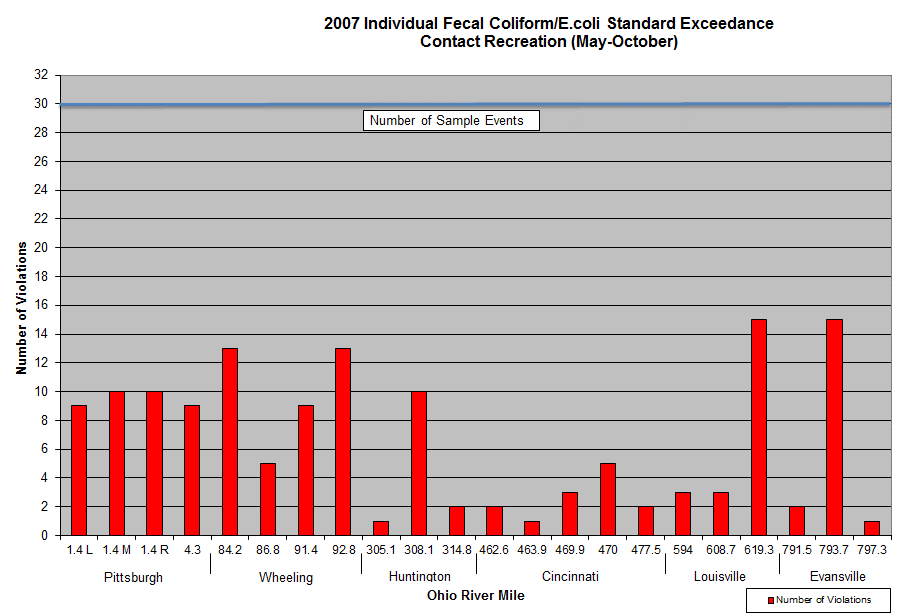 2007 Individual Fecal Coliform/E.coli Standard Exceedance
Contact Recreation (May-October)
Number of Violations
32
30
28
26
24
22
20
18
16
14
12
10
8
6
4
2
0
Number of Sample Events
1.4 L 1.4 M 1.4 R 4.3 84.2 86.8 91.4 92.8 305.1 308.1 314.8 462.6 463.9 469.9 470 477.5 594 608.7 619.3 791.5 793.7 797.3
Pittsburgh Wheeling Huntington Cincinnati Louisville Evansville
Ohio River Mile
Number of Violations